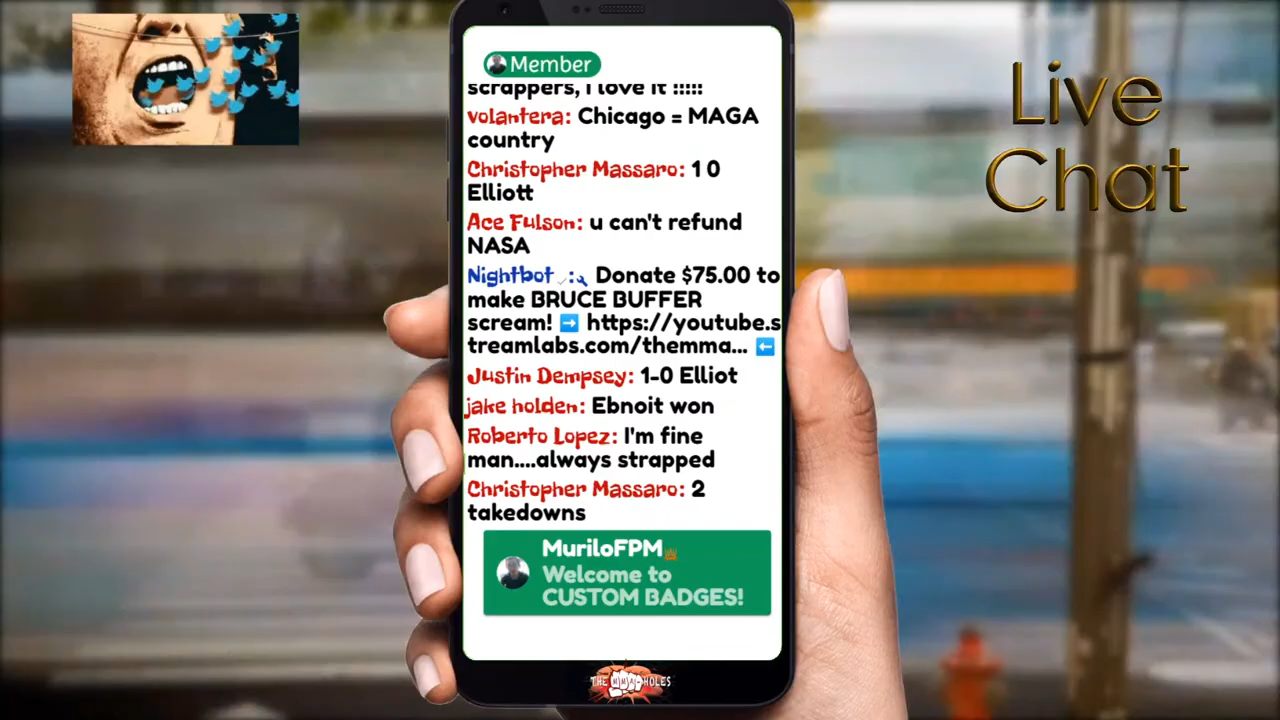 Member
scrappers, I love it !!!!!
volantera: Chicago = MAGA
country
Christopher Massaro: 1 0
Elliott
Ace Fulson: u can't refund
NASA
Nightbot: Donate $75.00 to
make BRUCE BUFFER
scream! ➡️ https://youtube.s
treamlabs.com/themma... ⬅️
Justin Dempsey: 1-0 Elliot
jake holden: Ebnoit won
Roberto Lopez: I'm fine
man....always strapped
Christopher Massaro: 2
takedowns
MuriloFPM
Welcome to
CUSTOM BADGES!
THE MMA-HOLES
Live
Chat